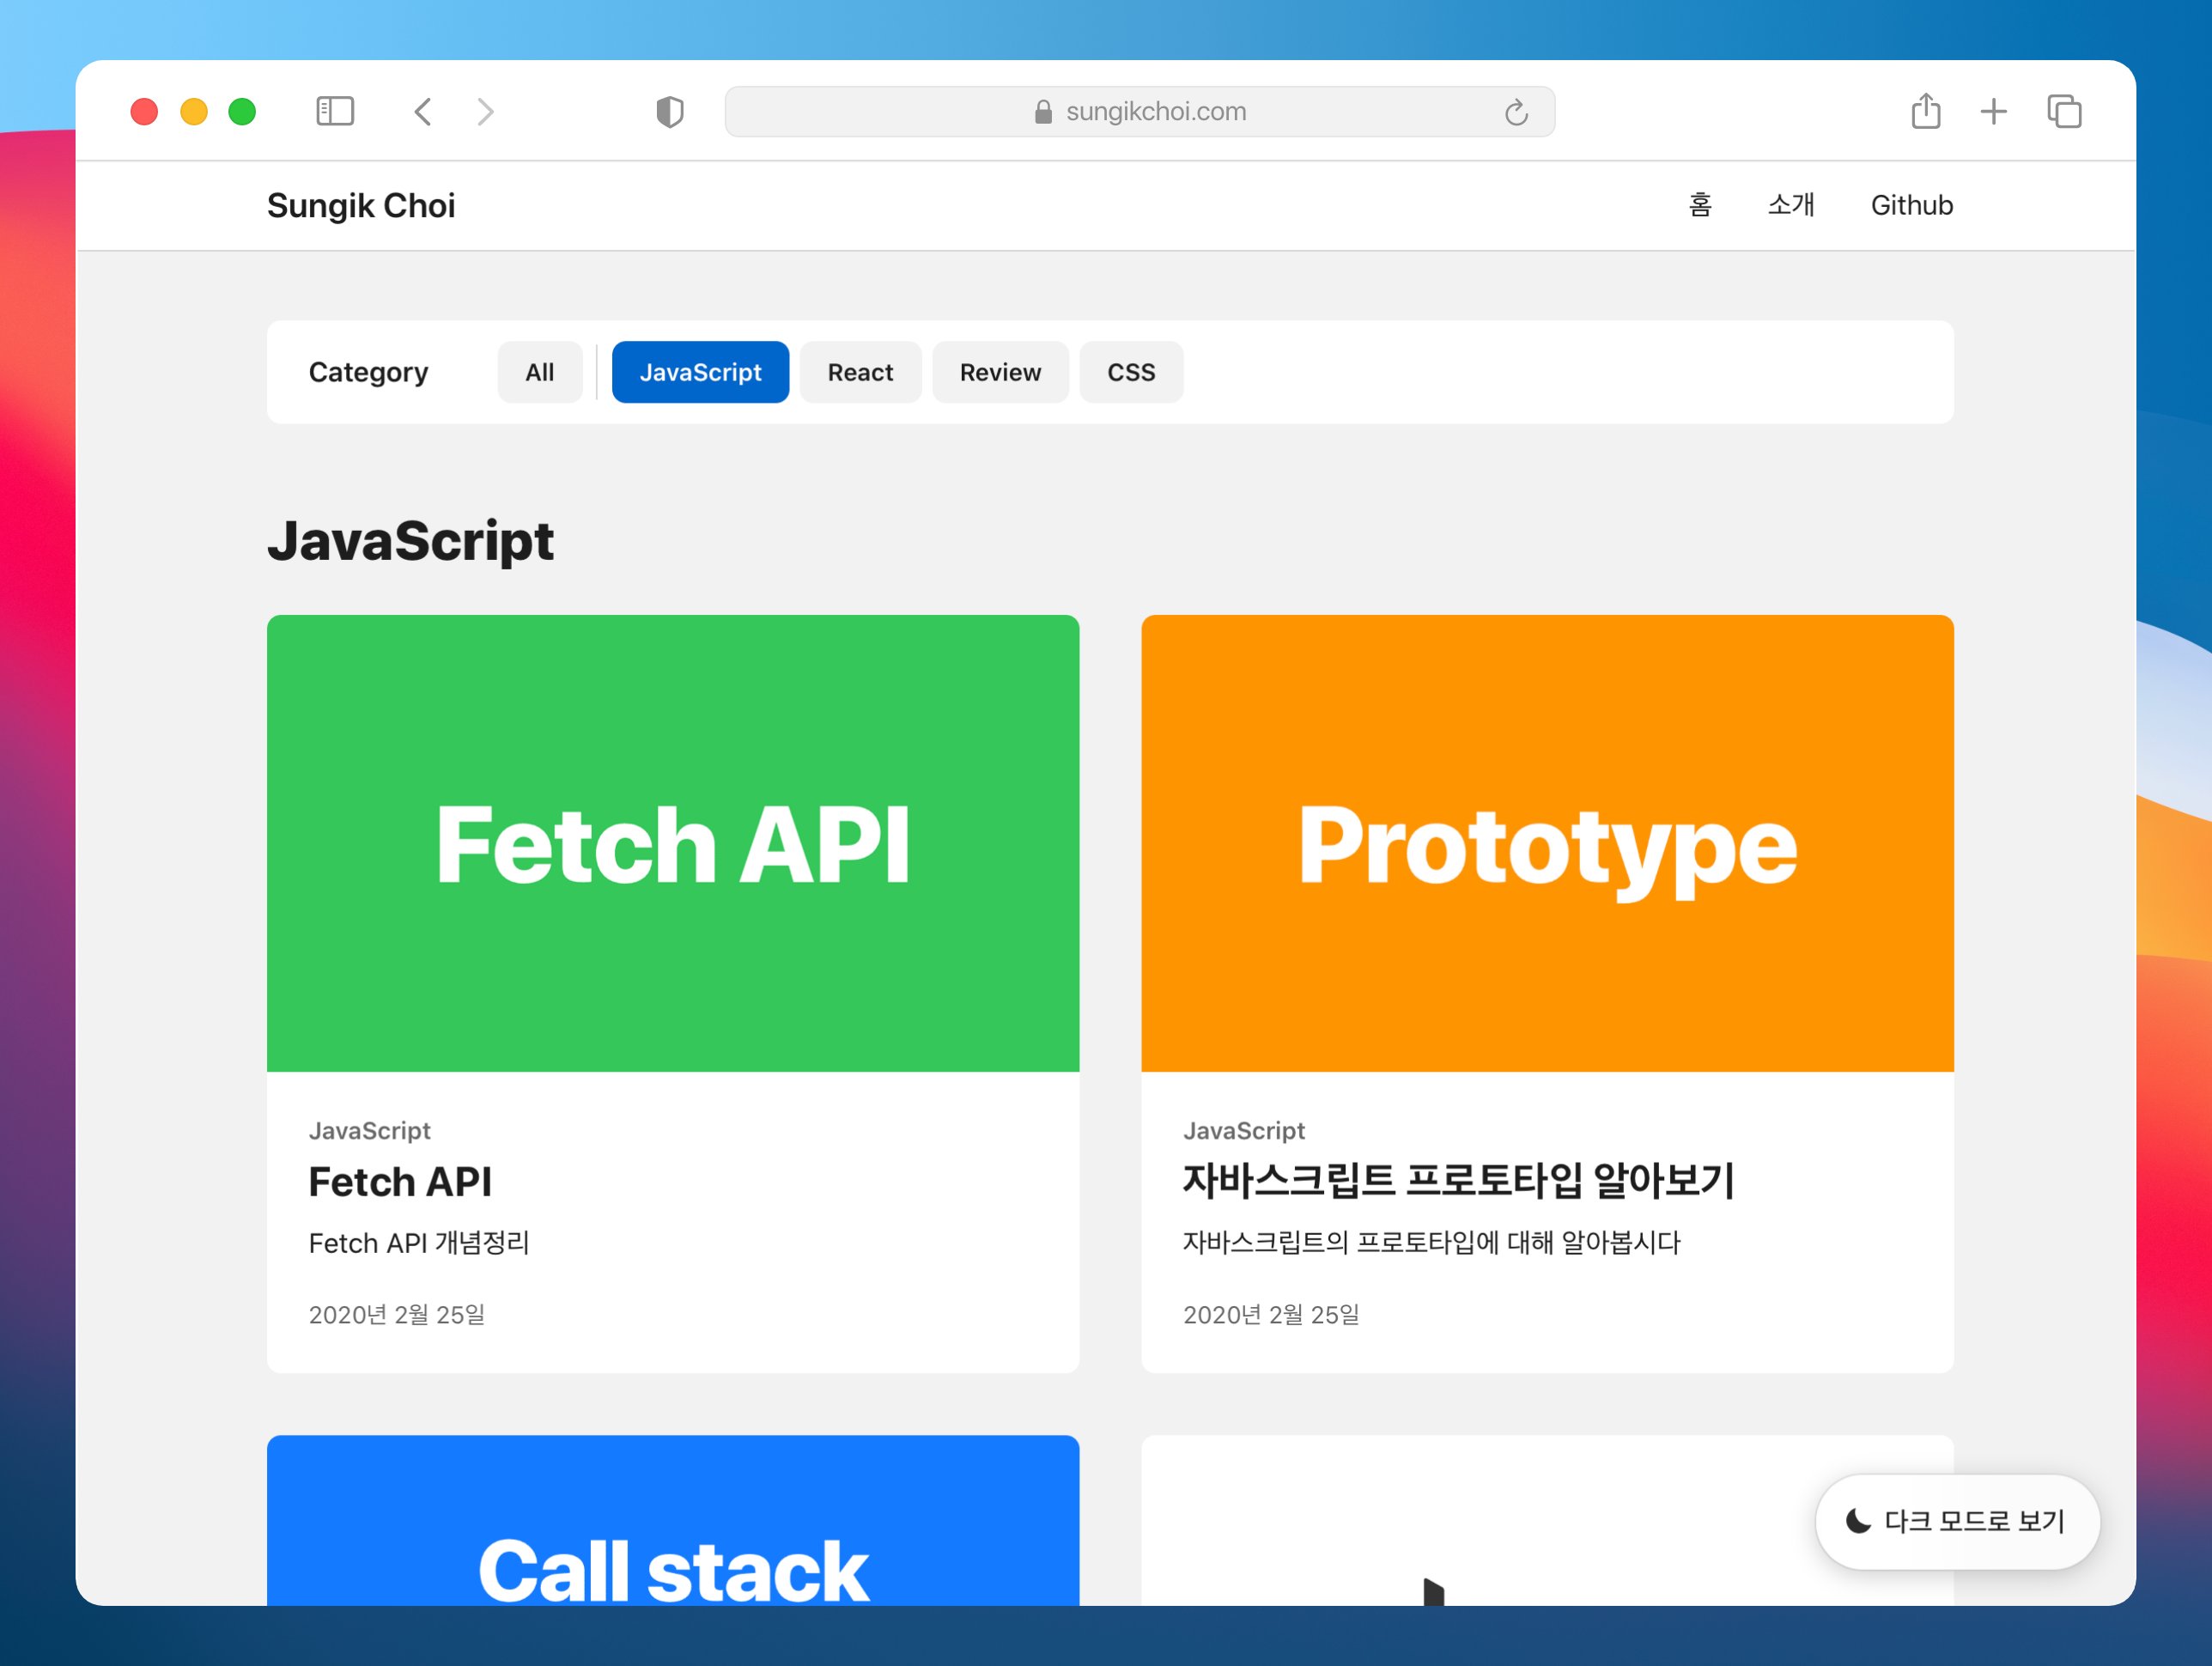 sungikchoi.com
Sungik Choi
홈 소개 Github
Category All JavaScript React Review CSS
JavaScript
Fetch API
JavaScript
Fetch API
Fetch API 개념정리
2020년 2월 25일
Prototype
JavaScript
자바스크립트 프로토타입 알아보기
자바스크립트의 프로토타입에 대해 알아봅시다
2020년 2월 25일
Call stack
다크 모드로 보기